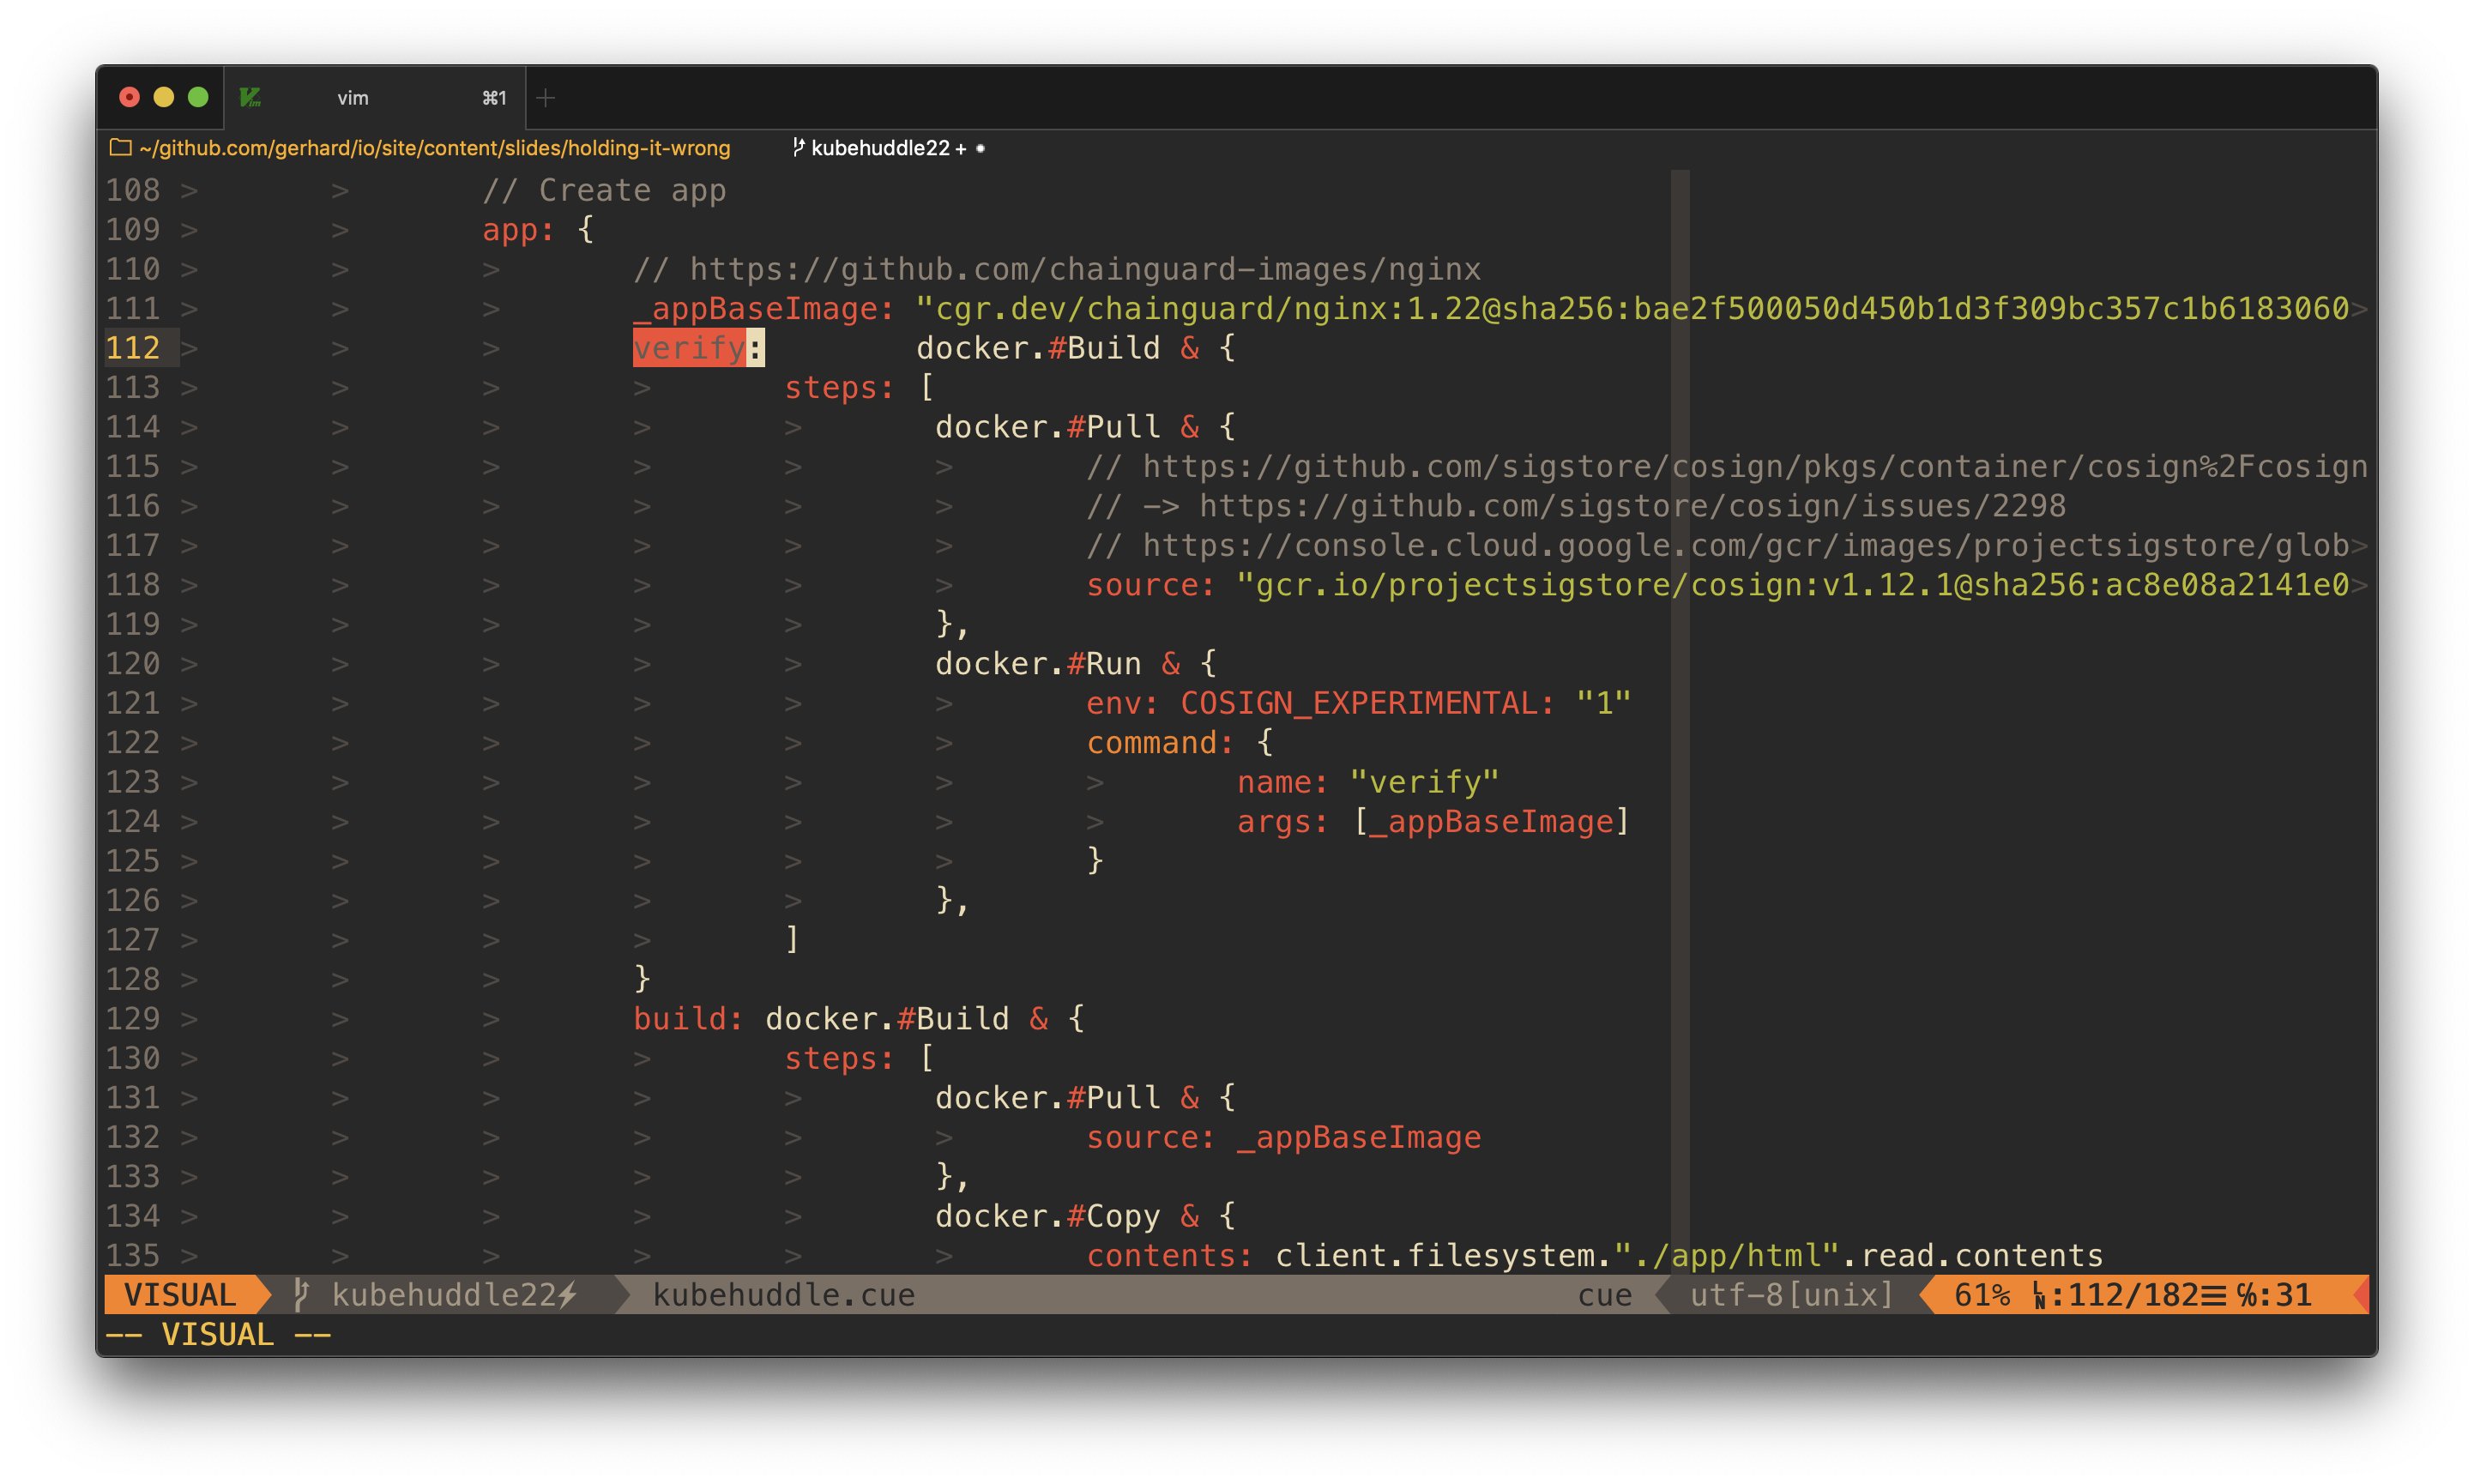 vim ⌘1 +
~/github.com/gerhard/io/site/content/slides/holding-it-wrong kubehuddle22 + •
108 > > // Create app
109 > > app: {
110 > > > // https://github.com/chainguard-images/nginx
111 > > > _appBaseImage: "cgr.dev/chainguard/nginx:1.22@sha256:bae2f500050d450b1d3f309bc357c1b6183060>
112 > > > verify: docker.#Build & {
113 > > > > steps: [
114 > > > > > docker.#Pull & {
115 > > > > > > // https://github.com/sigstore/cosign/pkgs/container/cosign%2Fcosign
116 > > > > > > // -> https://github.com/sigstore/cosign/issues/2298
117 > > > > > > // https://console.cloud.google.com/gcr/images/projectsigstore/glob>
118 > > > > > > source: "gcr.io/projectsigstore/cosign:v1.12.1@sha256:ac8e08a2141e0>
119 > > > > > },
120 > > > > > docker.#Run & {
121 > > > > > > env: COSIGN_EXPERIMENTAL: "1"
122 > > > > > > command: {
123 > > > > > > > name: "verify"
124 > > > > > > > args: [_appBaseImage]
125 > > > > > > }
126 > > > > > },
127 > > > > ]
128 > > > }
129 > > > build: docker.#Build & {
130 > > > > steps: [
131 > > > > > docker.#Pull & {
132 > > > > > > source: _appBaseImage
133 > > > > > },
134 > > > > > docker.#Copy & {
135 > > > > > > contents: client.filesystem."./app/html".read.contents
VISUAL kubehuddle22⚡ kubehuddle.cue cue utf-8[unix] 61% ㏑:112/182☰ ℅:31
-- VISUAL --